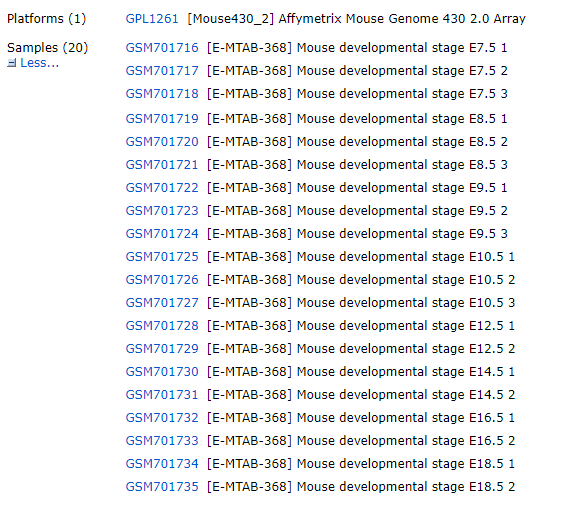 Platforms (1) GPL1261 [Mouse430_2] Affymetrix Mouse Genome 430 2.0 Array
Samples (20) GSM701716 [E-MTAB-368] Mouse developmental stage E7.5 1
Less... GSM701717 [E-MTAB-368] Mouse developmental stage E7.5 2
GSM701718 [E-MTAB-368] Mouse developmental stage E7.5 3
GSM701719 [E-MTAB-368] Mouse developmental stage E8.5 1
GSM701720 [E-MTAB-368] Mouse developmental stage E8.5 2
GSM701721 [E-MTAB-368] Mouse developmental stage E8.5 3
GSM701722 [E-MTAB-368] Mouse developmental stage E9.5 1
GSM701723 [E-MTAB-368] Mouse developmental stage E9.5 2
GSM701724 [E-MTAB-368] Mouse developmental stage E9.5 3
GSM701725 [E-MTAB-368] Mouse developmental stage E10.5 1
GSM701726 [E-MTAB-368] Mouse developmental stage E10.5 2
GSM701727 [E-MTAB-368] Mouse developmental stage E10.5 3
GSM701728 [E-MTAB-368] Mouse developmental stage E12.5 1
GSM701729 [E-MTAB-368] Mouse developmental stage E12.5 2
GSM701730 [E-MTAB-368] Mouse developmental stage E14.5 1
GSM701731 [E-MTAB-368] Mouse developmental stage E14.5 2
GSM701732 [E-MTAB-368] Mouse developmental stage E16.5 1
GSM701733 [E-MTAB-368] Mouse developmental stage E16.5 2
GSM701734 [E-MTAB-368] Mouse developmental stage E18.5 1
GSM701735 [E-MTAB-368] Mouse developmental stage E18.5 2